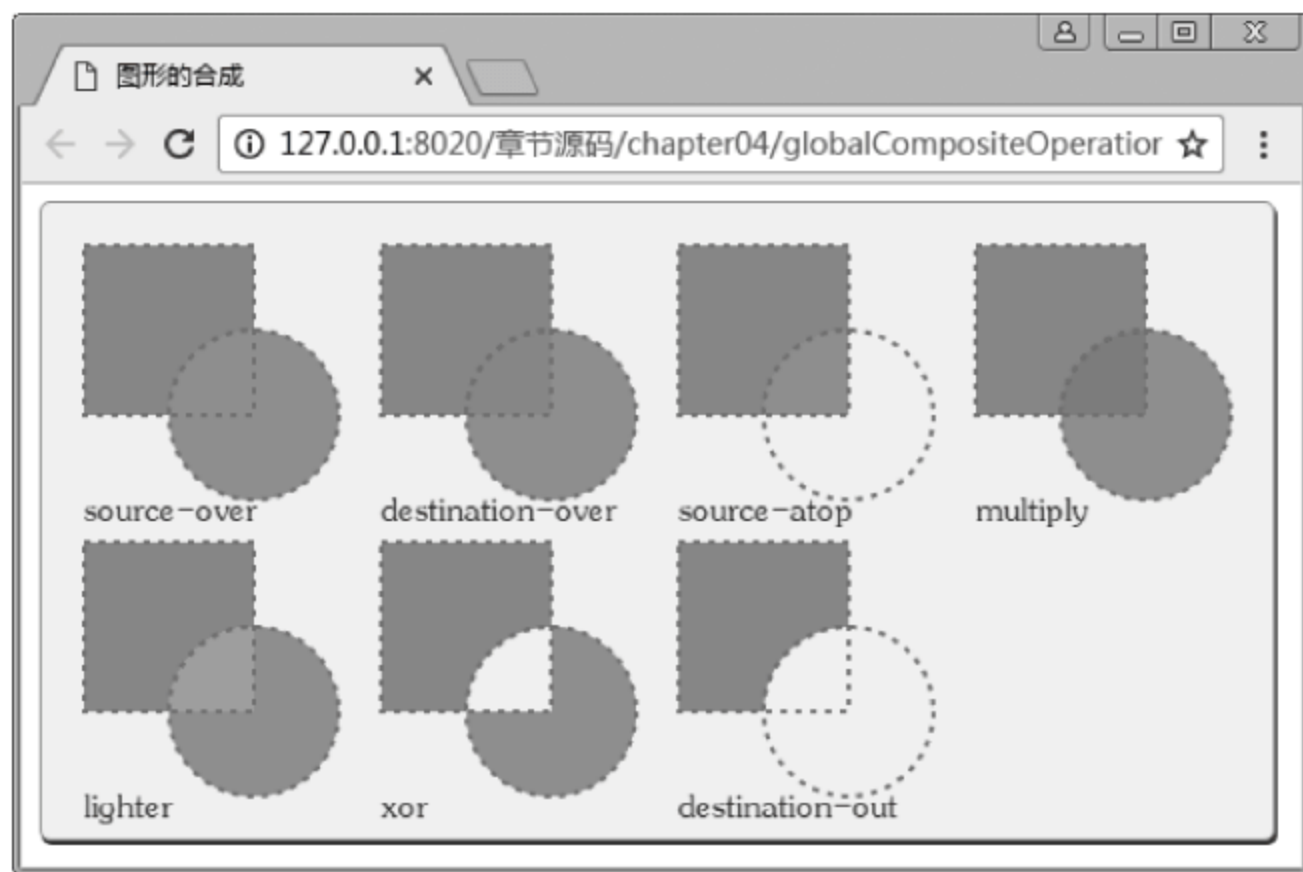 图形的合成
127.0.0.1:8020/章节源码/chapter04/globalCompositeOperation
source-over destination-over source-atop multiply
lighter xor destination-out